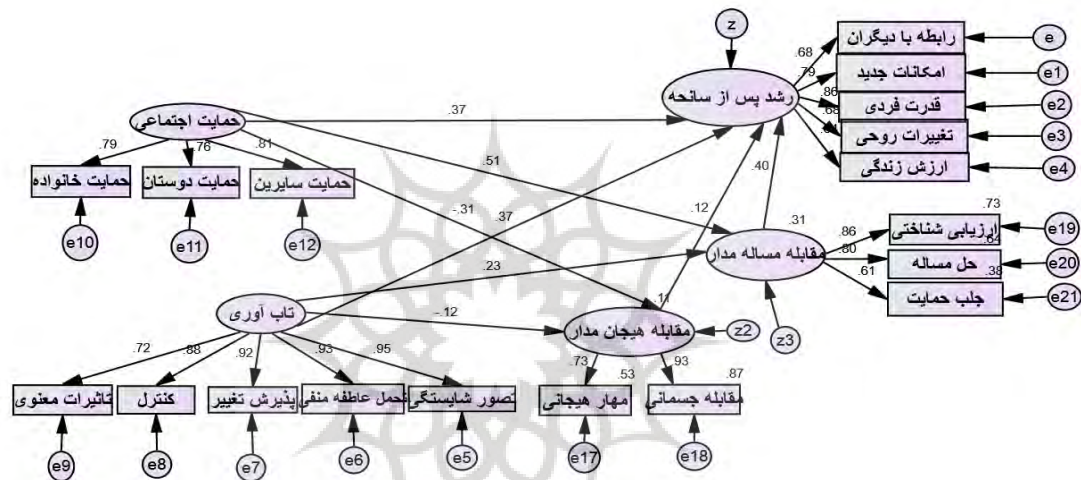 z
رابطه با دیگران
e
.68
امکانات جدید
e1
.79
رشد پس از سانحه
قدرت فردی
e2
.86
تغییرات روحی
e3
.68
ارزش زندگی
e4
حمایت اجتماعی
.37
.51
.40
.79
.76
.81
حمایت خانواده
حمایت دوستان
حمایت سایرین
e10
e11
e12
-.31
.37
.12
.31
مقابله مساله مدار
.86
.80
.61
.73
ارزیابی شناختی
e19
.64
حل مساله
e20
.38
جلب حمایت
e21
z3
.23
تاب آوری
-.12
.11
مقابله هیجان مدار
z2
.72
.88
.92
.93
.95
تاثیرات معنوی
کنترل
پذیرش تغییر
تحمل عاطفه منفی
تصور شایستگی
e9
e8
e7
e6
e5
.73
.93
.53
مهار هیجانی
.87
مقابله جسمانی
e17
e18